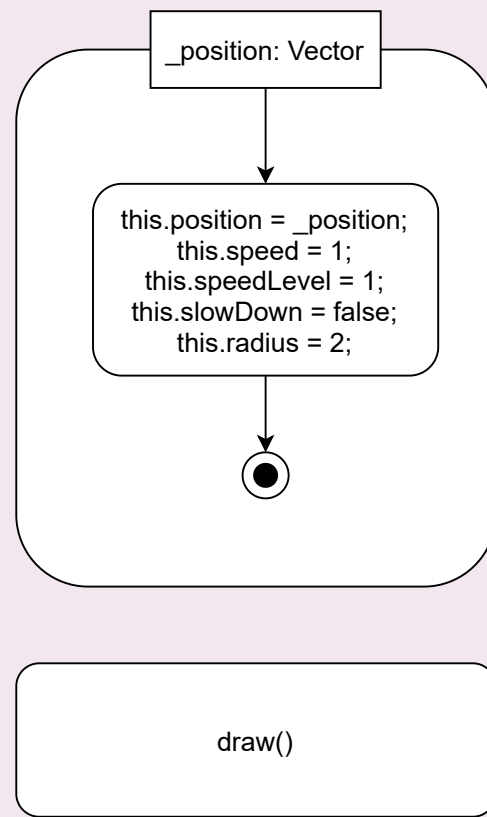 _position: Vector
this.position = _position;
this.speed = 1;
this.speedLevel = 1;
this.slowDown = false;
this.radius = 2;
draw()